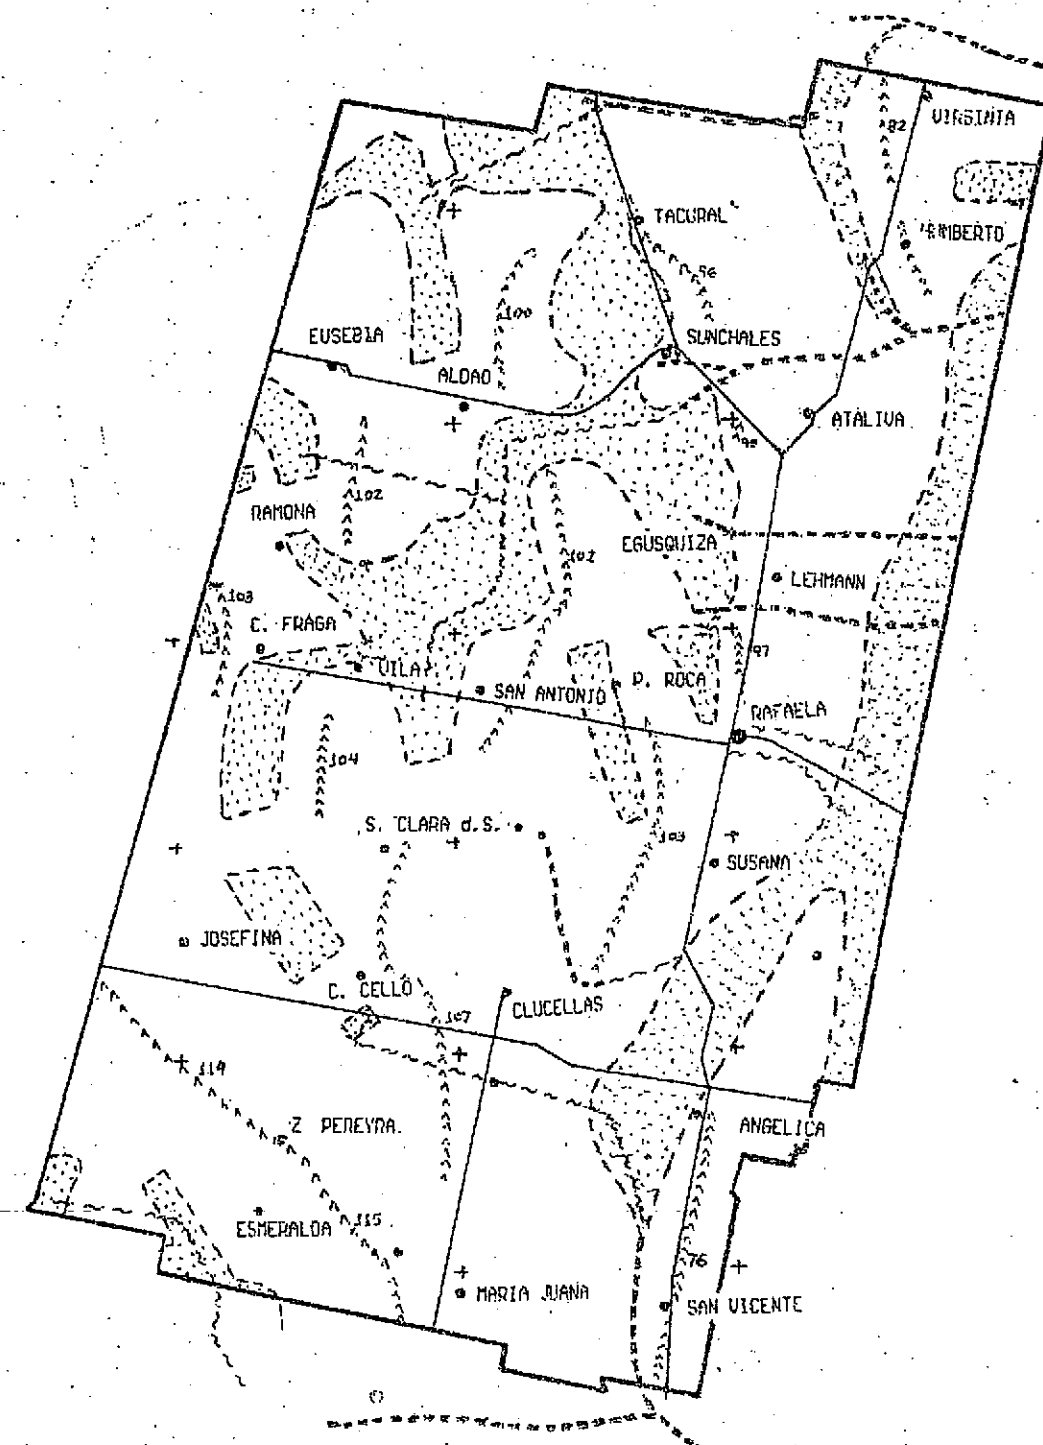 VIRGINIA
82
TACURAL
HUMBERTO
96
100
SUNCHALES
EUSEBIA
ALDAO
ATALIVA
95
102
RAMONA
EGUSQUIZA
102
LEHMANN
103
C. FRAGA
VILA
97
P. ROCA
SAN ANTONIO
RAFAELA
104
S. CLARA d.S.
103
SUSANA
JOSEFINA
C. CELLO
CLUCELLAS
107
114
Z PEREYRA.
ANGELICA
115
ESMERALDA
76
MARIA JUANA
SAN VICENTE